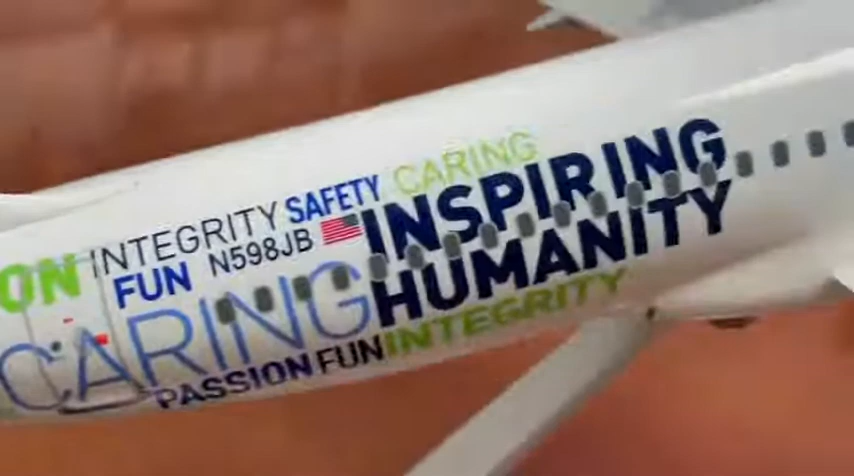 ON INTEGRITY SAFETY CARING
FUN N598JB INSPIRING
CARING HUMANITY
PASSION FUN INTEGRITY